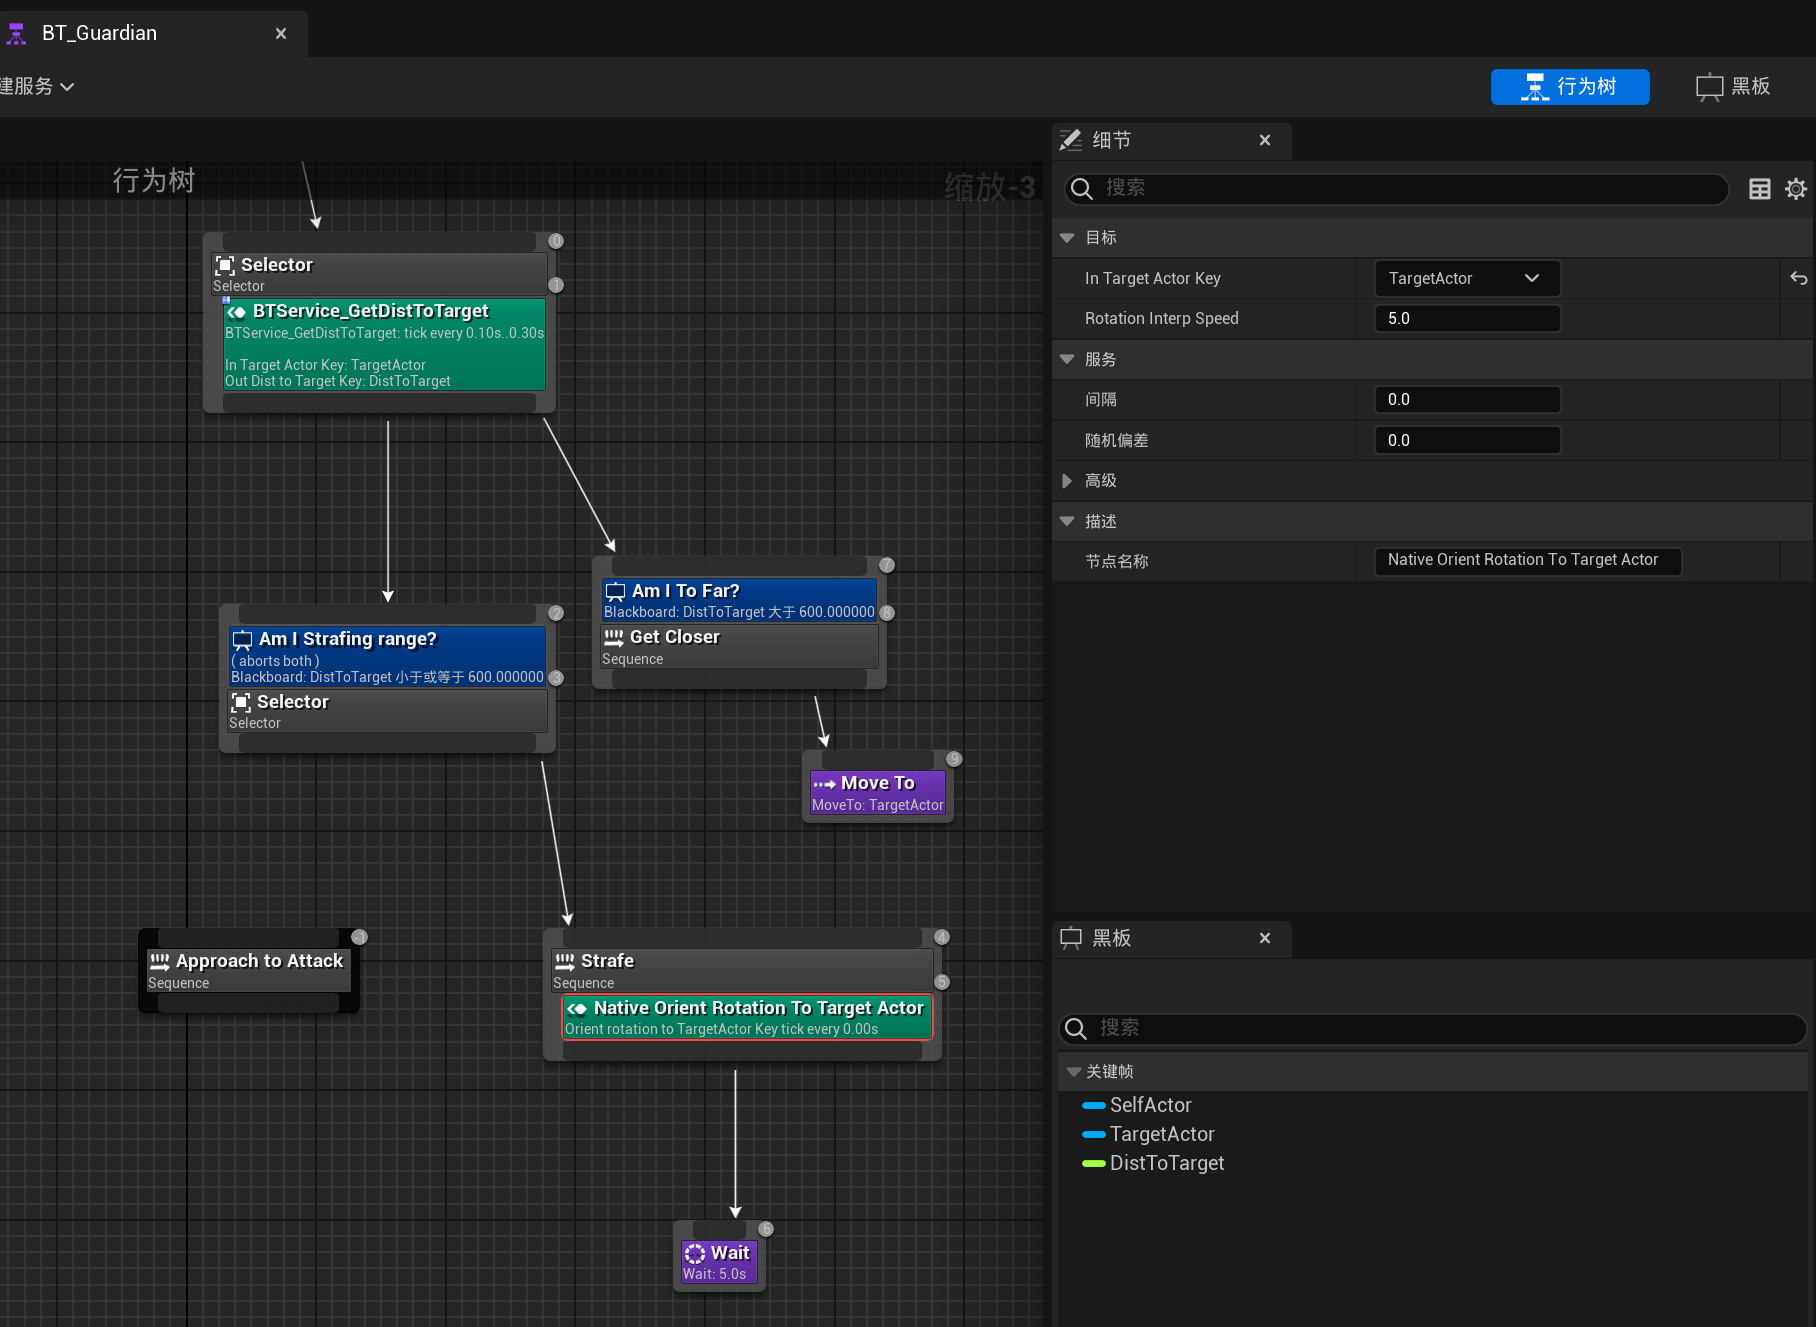 BT_Guardian
建服务
行为树
黑板
行为树
缩放-3
0
Selector
Selector
1
BTService_GetDistToTarget
BTService_GetDistToTarget: tick every 0.10s..0.30s
In Target Actor Key: TargetActor
Out Dist to Target Key: DistToTarget
2
Am I Strafing range?
( aborts both )
Blackboard: DistToTarget 小于或等于 600.000000
3
Selector
Selector
7
Am I To Far?
Blackboard: DistToTarget 大于 600.000000
8
Get Closer
Sequence
9
Move To
MoveTo: TargetActor
-1
Approach to Attack
Sequence
4
Strafe
Sequence
5
Native Orient Rotation To Target Actor
Orient rotation to TargetActor Key tick every 0.00s
6
Wait
Wait: 5.0s
细节
搜索
目标
In Target Actor Key
TargetActor
Rotation Interp Speed
5.0
服务
间隔
0.0
随机偏差
0.0
高级
描述
节点名称
Native Orient Rotation To Target Actor
黑板
搜索
关键帧
SelfActor
TargetActor
DistToTarget